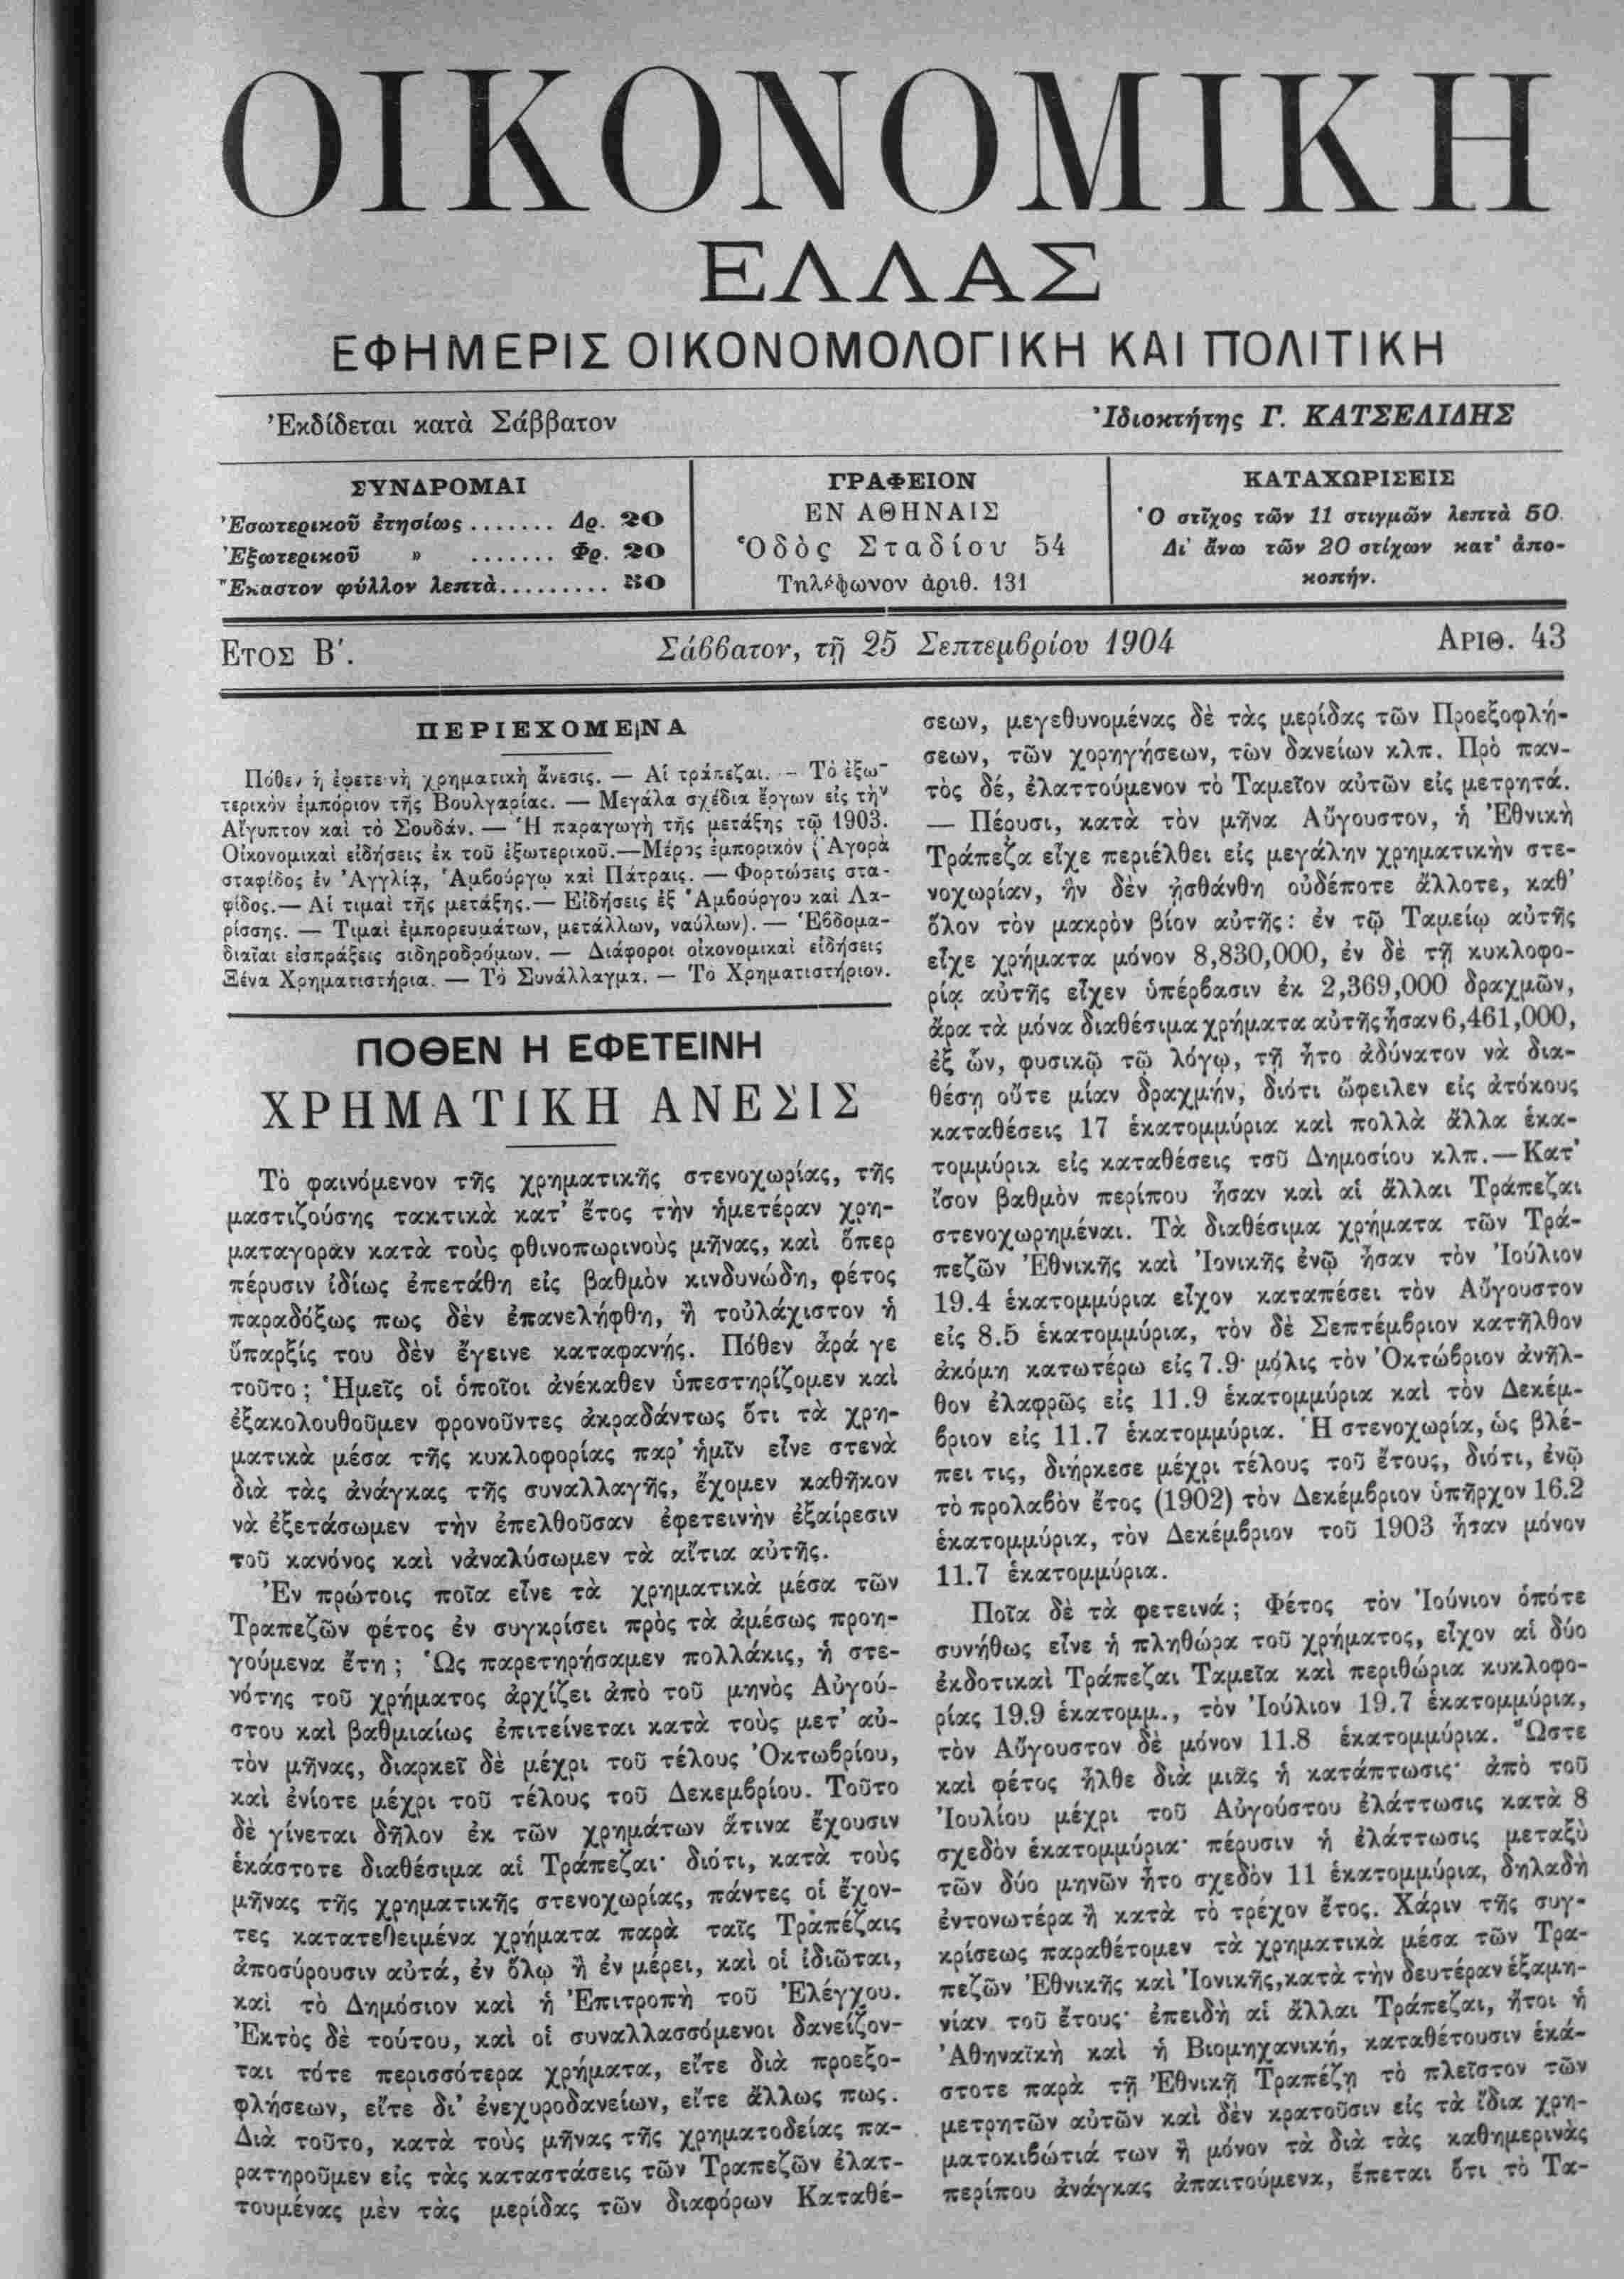 ΟΙΚΟΝΟΜΙΚΗ
ΕΛΛΑΣ
ΕΦΗΜΕΡΙΣ ΟΙΚΟΝΟΜΟΛΟΓΙΚΗ ΚΑΙ ΠΟΛΙΤΙΚΗ
Ἐκδίδεται κατὰ Σάββατον
Ἰδιοκτήτης Γ. ΚΑΤΣΕΛΙΔΗΣ
ΣΥΝΔΡΟΜΑΙ
Ἐσωτερικοῦ ἐτησίως ....... Δρ. 20
Ἐξωτερικοῦ » ....... Φρ. 20
Ἕκαστον φύλλον λεπτὰ......... 50
ΓΡΑΦΕΙΟΝ
ΕΝ ΑΘΗΝΑΙΣ
Ὁδὸς Σταδίου 54
Τηλέφωνον ἀριθ. 131
ΚΑΤΑΧΩΡΙΣΕΙΣ
Ὁ στῖχος τῶν 11 στιγμῶν λεπτὰ 50.
Δι' ἄνω τῶν 20 στίχων κατ' ἀπο-
κοπήν.
ΕΤΟΣ Β'.
Σάββατον, τῇ 25 Σεπτεμβρίου 1904
ΑΡΙΘ. 43
ΠΕΡΙΕΧΟΜΕΝΑ
Πόθεν ἡ ἐφετεινὴ χρηματικὴ ἄνεσις. — Αἱ τράπεζαι. — Τὸ ἐξω-
τερικὸν ἐμπόριον τῆς Βουλγαρίας. — Μεγάλα σχέδια ἔργων εἰς τὴν
Αἴγυπτον καὶ τὸ Σουδάν. — Ἡ παραγωγὴ τῆς μετάξης τῷ 1903.
Οἰκονομικαὶ εἰδήσεις ἐκ τοῦ ἐξωτερικοῦ.—Μέρος ἐμπορικόν (Ἀγορὰ
σταφίδος ἐν Ἀγγλίᾳ, Ἁμβούργῳ καὶ Πάτραις. — Φορτώσεις στα-
φίδος.— Αἱ τιμαὶ τῆς μετάξης.— Εἰδήσεις ἐξ Ἁμβούργου καὶ Λα-
ρίσσης. — Τιμαὶ ἐμπορευμάτων, μετάλλων, ναύλων). — Ἑβδομα-
διαῖαι εἰσπράξεις σιδηροδρόμων. — Διάφοροι οἰκονομικαὶ εἰδήσεις
Ξένα Χρηματιστήρια. — Τὸ Συνάλλαγμα. — Τὸ Χρηματιστήριον.
ΠΟΘΕΝ Η ΕΦΕΤΕΙΝΗ
ΧΡΗΜΑΤΙΚΗ ΑΝΕΣΙΣ
Τὸ φαινόμενον τῆς χρηματικῆς στενοχωρίας, τῆς
μαστιζούσης τακτικὰ κατ' ἔτος τὴν ἡμετέραν χρη-
ματαγορὰν κατὰ τοὺς φθινοπωρινοὺς μῆνας, καὶ ὅπερ
πέρυσιν ἰδίως ἐπετάθη εἰς βαθμὸν κινδυνώδη, φέτος
παραδόξως πως δὲν ἐπανελήφθη, ἢ τοὐλάχιστον ἡ
ὕπαρξίς του δὲν ἔγεινε καταφανής. Πόθεν ἆρά γε
τοῦτο; Ἡμεῖς οἱ ὁποῖοι ἀνέκαθεν ὑπεστηρίζομεν καὶ
ἐξακολουθοῦμεν φρονοῦντες ἀκραδάντως ὅτι τὰ χρη-
ματικὰ μέσα τῆς κυκλοφορίας παρ' ἡμῖν εἶνε στενὰ
διὰ τὰς ἀνάγκας τῆς συναλλαγῆς, ἔχομεν καθῆκον
νὰ ἐξετάσωμεν τὴν ἐπελθοῦσαν ἐφετεινὴν ἐξαίρεσιν
τοῦ κανόνος καὶ νἀναλύσωμεν τὰ αἴτια αὐτῆς.
Ἐν πρώτοις ποῖα εἶνε τὰ χρηματικὰ μέσα τῶν
Τραπεζῶν φέτος ἐν συγκρίσει πρὸς τὰ ἀμέσως προη-
γούμενα ἔτη; Ὡς παρετηρήσαμεν πολλάκις, ἡ στε-
νότης τοῦ χρήματος ἀρχίζει ἀπὸ τοῦ μηνὸς Αὐγού-
στου καὶ βαθμιαίως ἐπιτείνεται κατὰ τοὺς μετ' αὐ-
τὸν μῆνας, διαρκεῖ δὲ μέχρι τοῦ τέλους Ὀκτωβρίου,
καὶ ἐνίοτε μέχρι τοῦ τέλους τοῦ Δεκεμβρίου. Τοῦτο
δὲ γίνεται δῆλον ἐκ τῶν χρημάτων ἅτινα ἔχουσιν
ἑκάστοτε διαθέσιμα αἱ Τράπεζαι· διότι, κατὰ τοὺς
μῆνας τῆς χρηματικῆς στενοχωρίας, πάντες οἱ ἔχον-
τες κατατεθειμένα χρήματα παρὰ ταῖς Τραπέζαις
ἀποσύρουσιν αὐτά, ἐν ὅλῳ ἢ ἐν μέρει, καὶ οἱ ἰδιῶται,
καὶ τὸ Δημόσιον καὶ ἡ Ἐπιτροπὴ τοῦ Ἐλέγχου.
Ἐκτὸς δὲ τούτου, καὶ οἱ συναλλασσόμενοι δανείζον-
ται τότε περισσότερα χρήματα, εἴτε διὰ προεξο-
φλήσεων, εἴτε δι' ἐνεχυροδανείων, εἴτε ἄλλως πως.
Διὰ τοῦτο, κατὰ τοὺς μῆνας τῆς χρηματοδείας πα-
ρατηροῦμεν εἰς τὰς καταστάσεις τῶν Τραπεζῶν ἐλατ-
τουμένας μὲν τὰς μερίδας τῶν διαφόρων Καταθέ-
σεων, μεγεθυνομένας δὲ τὰς μερίδας τῶν Προεξοφλή-
σεων, τῶν χορηγήσεων, τῶν δανείων κλπ. Πρὸ παν-
τὸς δέ, ἐλαττούμενον τὸ Ταμεῖον αὐτῶν εἰς μετρητά.
— Πέρυσι, κατὰ τὸν μῆνα Αὔγουστον, ἡ Ἐθνικὴ
Τράπεζα εἶχε περιέλθει εἰς μεγάλην χρηματικὴν στε-
νοχωρίαν, ἣν δὲν ᾐσθάνθη οὐδέποτε ἄλλοτε, καθ'
ὅλον τὸν μακρὸν βίον αὐτῆς: ἐν τῷ Ταμείῳ αὐτῆς
εἶχε χρήματα μόνον 8,830,000, ἐν δὲ τῇ κυκλοφο-
ρίᾳ αὐτῆς εἶχεν ὑπέρβασιν ἐκ 2,369,000 δραχμῶν,
ἄρα τὰ μόνα διαθέσιμα χρήματα αὐτῆς ἦσαν 6,461,000,
ἐξ ὧν, φυσικῷ τῷ λόγῳ, τῇ ἦτο ἀδύνατον νὰ δια-
θέσῃ οὔτε μίαν δραχμήν, διότι ὤφειλεν εἰς ἀτόκους
καταθέσεις 17 ἑκατομμύρια καὶ πολλὰ ἄλλα ἑκα-
τομμύρια εἰς καταθέσεις τοῦ Δημοσίου κλπ.—Κατ'
ἴσον βαθμὸν περίπου ἦσαν καὶ αἱ ἄλλαι Τράπεζαι
στενοχωρημέναι. Τὰ διαθέσιμα χρήματα τῶν Τρα-
πεζῶν Ἐθνικῆς καὶ Ἰονικῆς ἐνῷ ἦσαν τὸν Ἰούλιον
19.4 ἑκατομμύρια εἶχον καταπέσει τὸν Αὔγουστον
εἰς 8.5 ἑκατομμύρια, τὸν δὲ Σεπτέμβριον κατῆλθον
ἀκόμη κατωτέρω εἰς 7.9· μόλις τὸν Ὀκτώβριον ἀνῆλ-
θον ἐλαφρῶς εἰς 11.9 ἑκατομμύρια καὶ τὸν Δεκέμ-
βριον εἰς 11.7 ἑκατομμύρια. Ἡ στενοχωρία, ὡς βλέ-
πει τις, διήρκεσε μέχρι τέλους τοῦ ἔτους, διότι, ἐνῷ
τὸ προλαβὸν ἔτος (1902) τὸν Δεκέμβριον ὑπῆρχον 16.2
ἑκατομμύρια, τὸν Δεκέμβριον τοῦ 1903 ἦσαν μόνον
11.7 ἑκατομμύρια.
Ποῖα δὲ τὰ φετεινά; Φέτος τὸν Ἰούνιον ὁπότε
συνήθως εἶνε ἡ πληθώρα τοῦ χρήματος, εἶχον αἱ δύο
ἐκδοτικαὶ Τράπεζαι Ταμεῖα καὶ περιθώρια κυκλοφο-
ρίας 19.9 ἑκατομμ., τὸν Ἰούλιον 19.7 ἑκατομμύρια,
τὸν Αὔγουστον δὲ μόνον 11.8 ἑκατομμύρια. Ὥστε
καὶ φέτος ἦλθε διὰ μιᾶς ἡ κατάπτωσις· ἀπὸ τοῦ
Ἰουλίου μέχρι τοῦ Αὐγούστου ἐλάττωσις κατὰ 8
σχεδὸν ἑκατομμύρια· πέρυσιν ἡ ἐλάττωσις μεταξὺ
τῶν δύο μηνῶν ἦτο σχεδὸν 11 ἑκατομμύρια, δηλαδὴ
ἐντονωτέρα ἢ κατὰ τὸ τρέχον ἔτος. Χάριν τῆς συγ-
κρίσεως παραθέτομεν τὰ χρηματικὰ μέσα τῶν Τρα-
πεζῶν Ἐθνικῆς καὶ Ἰονικῆς, κατὰ τὴν δευτέραν ἑξαμη-
νίαν τοῦ ἔτους· ἐπειδὴ αἱ ἄλλαι Τράπεζαι, ἤτοι ἡ
Ἀθηναϊκὴ καὶ ἡ Βιομηχανική, καταθέτουσιν ἑκά-
στοτε παρὰ τῇ Ἐθνικῇ Τραπέζῃ τὸ πλεῖστον τῶν
μετρητῶν αὐτῶν καὶ δὲν κρατοῦσιν εἰς τὰ ἴδια χρη-
ματοκιβώτιά των ἢ μόνον τὰ διὰ τὰς καθημερινὰς
περίπου ἀνάγκας ἀπαιτούμενα, ἕπεται ὅτι τὸ Τα-